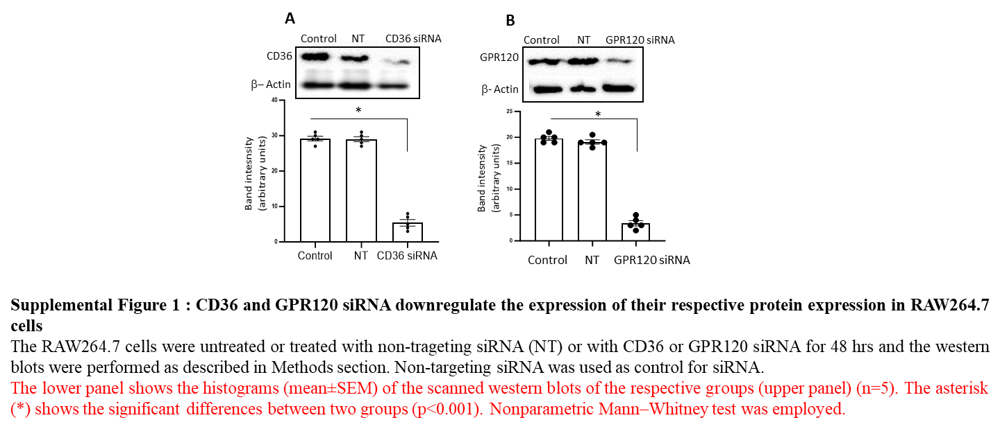 A
Control NT CD36 siRNA
CD36
β– Actin
40
30
20
10
0
Band intesnsity
(arbitrary units)
*
Control NT CD36 siRNA
B
Control NT GPR120 siRNA
GPR120
β- Actin
25
20
15
10
5
0
Band intesnsity
(arbitrary units)
*
Control NT GPR120 siRNA
Supplemental Figure 1 : CD36 and GPR120 siRNA downregulate the expression of their respective protein expression in RAW264.7
cells
The RAW264.7 cells were untreated or treated with non-trageting siRNA (NT) or with CD36 or GPR120 siRNA for 48 hrs and the western
blots were performed as described in Methods section. Non-targeting siRNA was used as control for siRNA.
The lower panel shows the histograms (mean±SEM) of the scanned western blots of the respective groups (upper panel) (n=5). The asterisk
(*) shows the significant differences between two groups (p<0.001). Nonparametric Mann–Whitney test was employed.